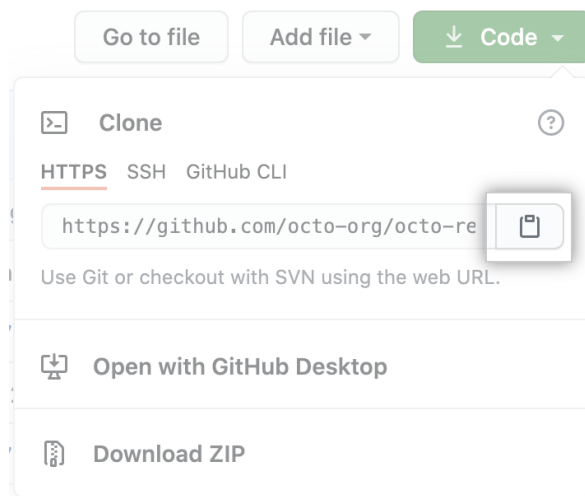 Go to file Add file Code
Clone
HTTPS SSH GitHub CLI
https://github.com/octo-org/octo-re
Use Git or checkout with SVN using the web URL.
Open with GitHub Desktop
Download ZIP